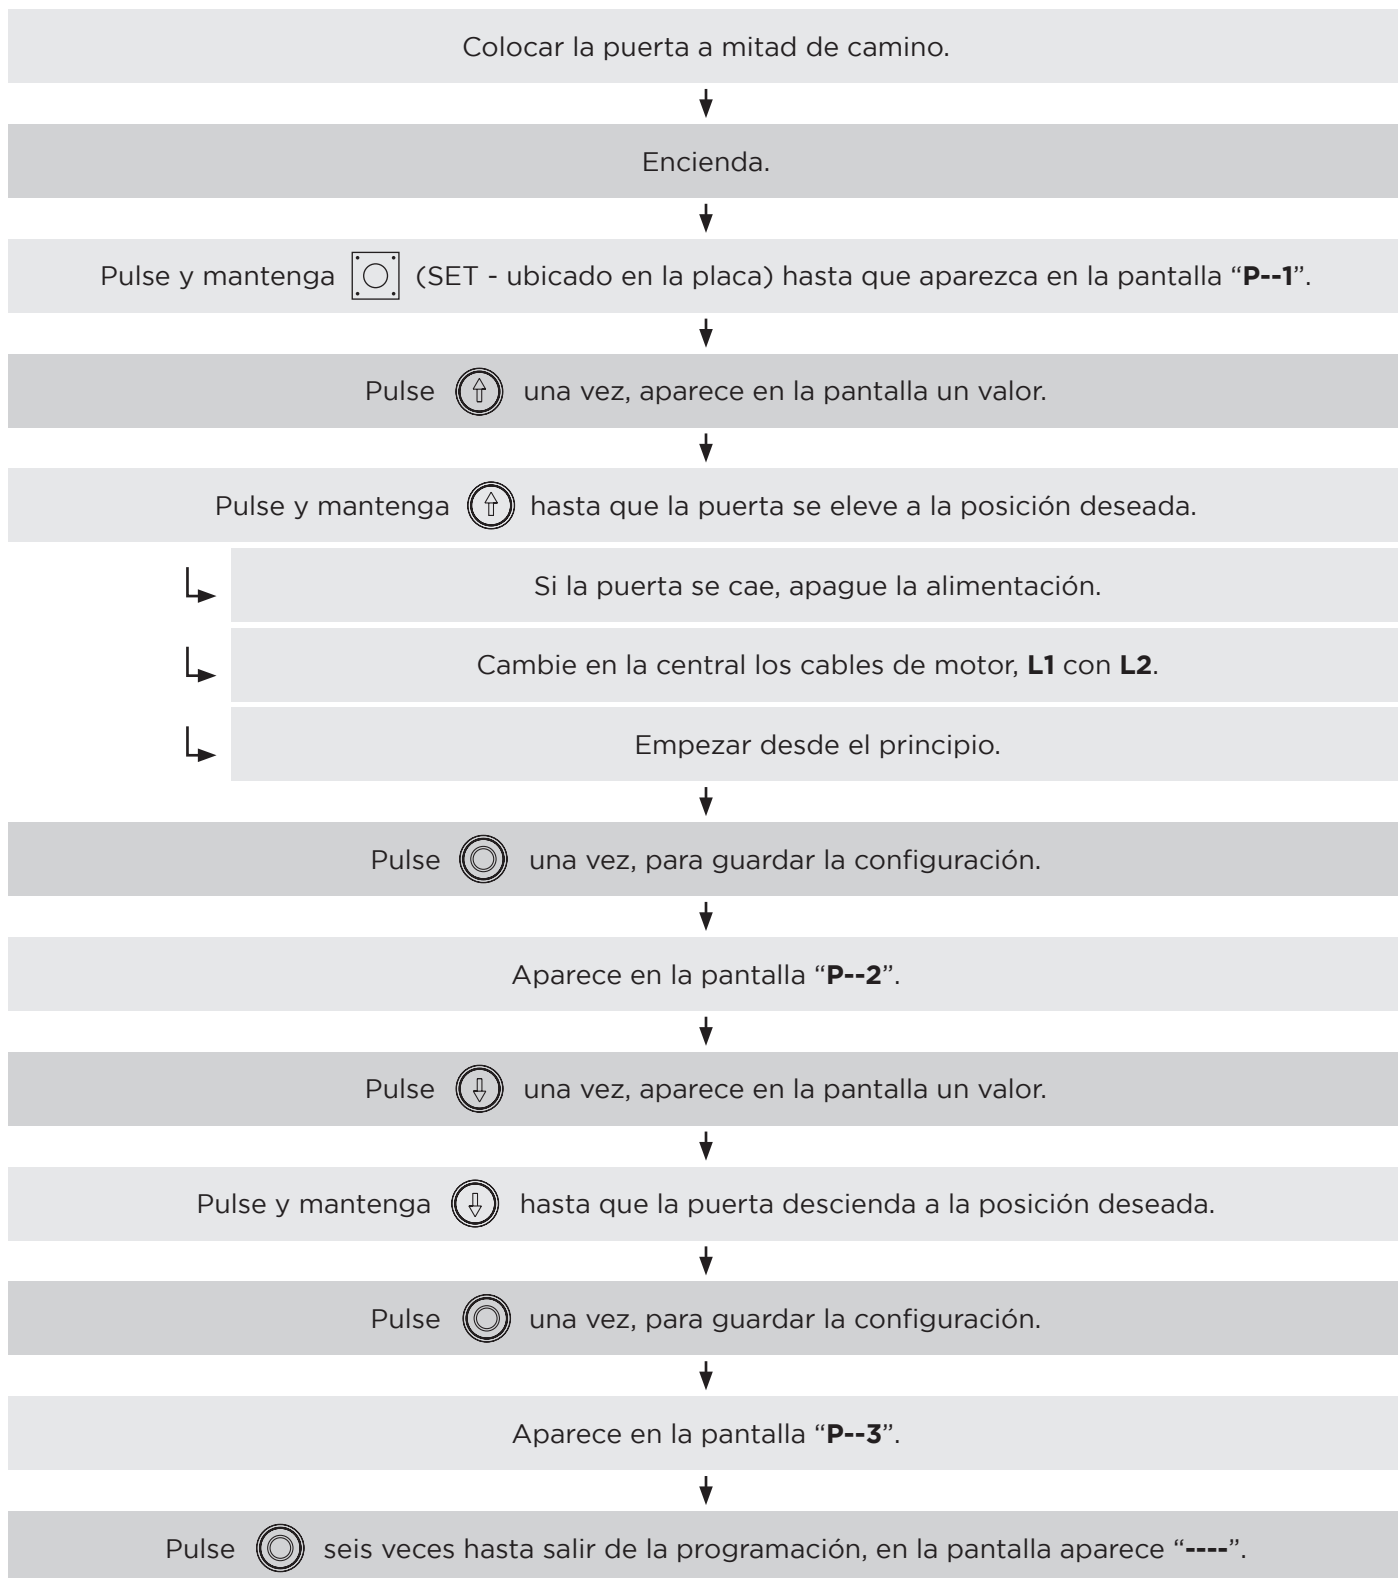 Colocar la puerta a mitad de camino.
Encienda.
Pulse y mantenga (SET - ubicado en la placa) hasta que aparezca en la pantalla “P--1”.
Pulse una vez, aparece en la pantalla un valor.
Pulse y mantenga hasta que la puerta se eleve a la posición deseada.
Si la puerta se cae, apague la alimentación.
Cambie en la central los cables de motor, L1 con L2.
Empezar desde el principio.
Pulse una vez, para guardar la configuración.
Aparece en la pantalla “P--2”.
Pulse una vez, aparece en la pantalla un valor.
Pulse y mantenga hasta que la puerta descienda a la posición deseada.
Pulse una vez, para guardar la configuración.
Aparece en la pantalla “P--3”.
Pulse seis veces hasta salir de la programación, en la pantalla aparece “----”.